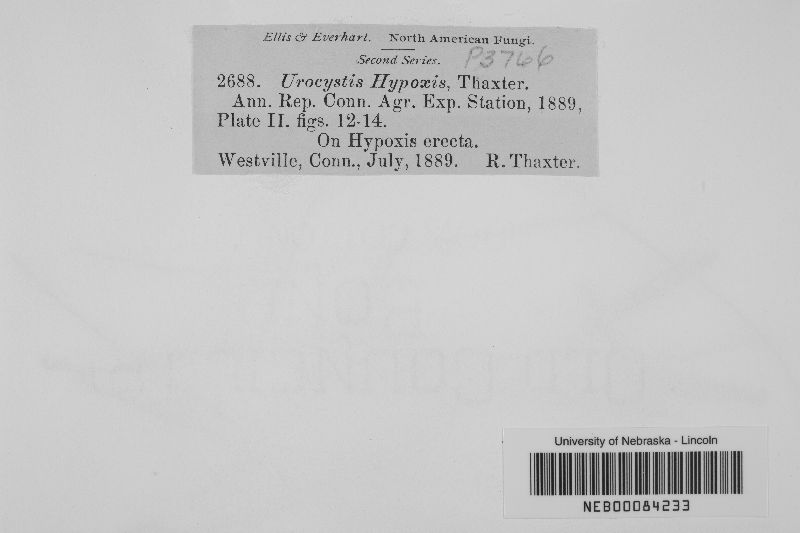 Ellis & Everhart. North American Fungi.
Second Series. P3766
2688. Urocystis Hypoxis, Thaxter.
Ann. Rep. Conn. Agr. Exp. Station, 1889,
Plate II. figs. 12-14.
On Hypoxis erecta.
Westville, Conn., July, 1889. R. Thaxter.
University of Nebraska - Lincoln
NEB00084233